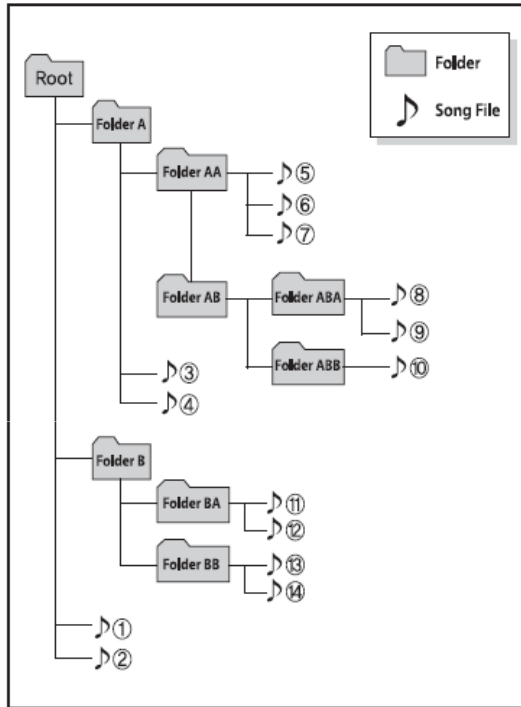 Root
Folder
Song File
Folder A
Folder AA
⑤
⑥
⑦
Folder AB
Folder ABA
⑧
⑨
Folder ABB
⑩
③
④
Folder B
Folder BA
⑪
⑫
Folder BB
⑬
⑭
①
②